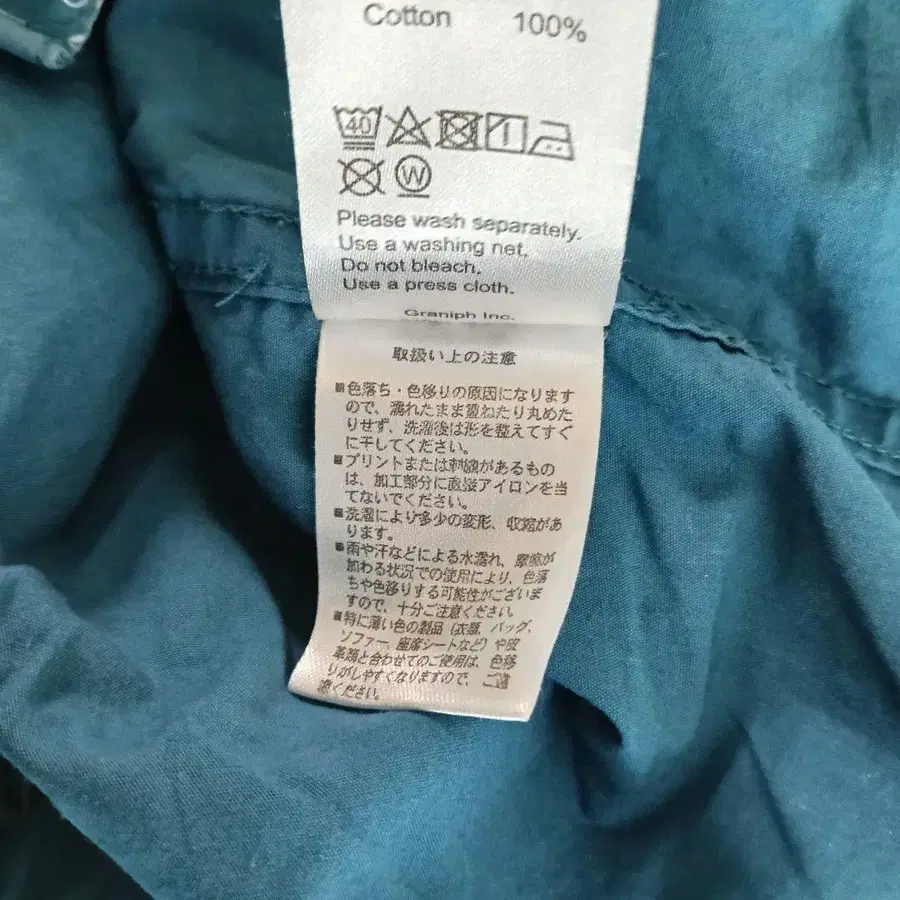 Cotton 100%
40
W
Please wash separately.
Use a washing net.
Do not bleach.
Use a press cloth.
Graniph Inc.
取扱い上の注意
■色落ち・色移りの原因になります
ので、濡れたまま重ねたり丸めた
りせず、洗濯後は形を整えてすぐ
に干してください。
■プリントまたは刺繍があるもの
は、加工部分に直接アイロンを当
てないでください。
■洗濯により多少の変形、収縮があ
ります。
■雨や汗などによる水濡れ、摩擦が
加わる状況での使用により、色落
ちや色移りする可能性がございま
すので、十分ご注意ください。
■特に薄い色の製品（衣類、バッグ、
ソファー、座席シートなど）や皮
革類と合わせてのご使用は、色移
りがしやすくなりますので、ご遠
慮ください。